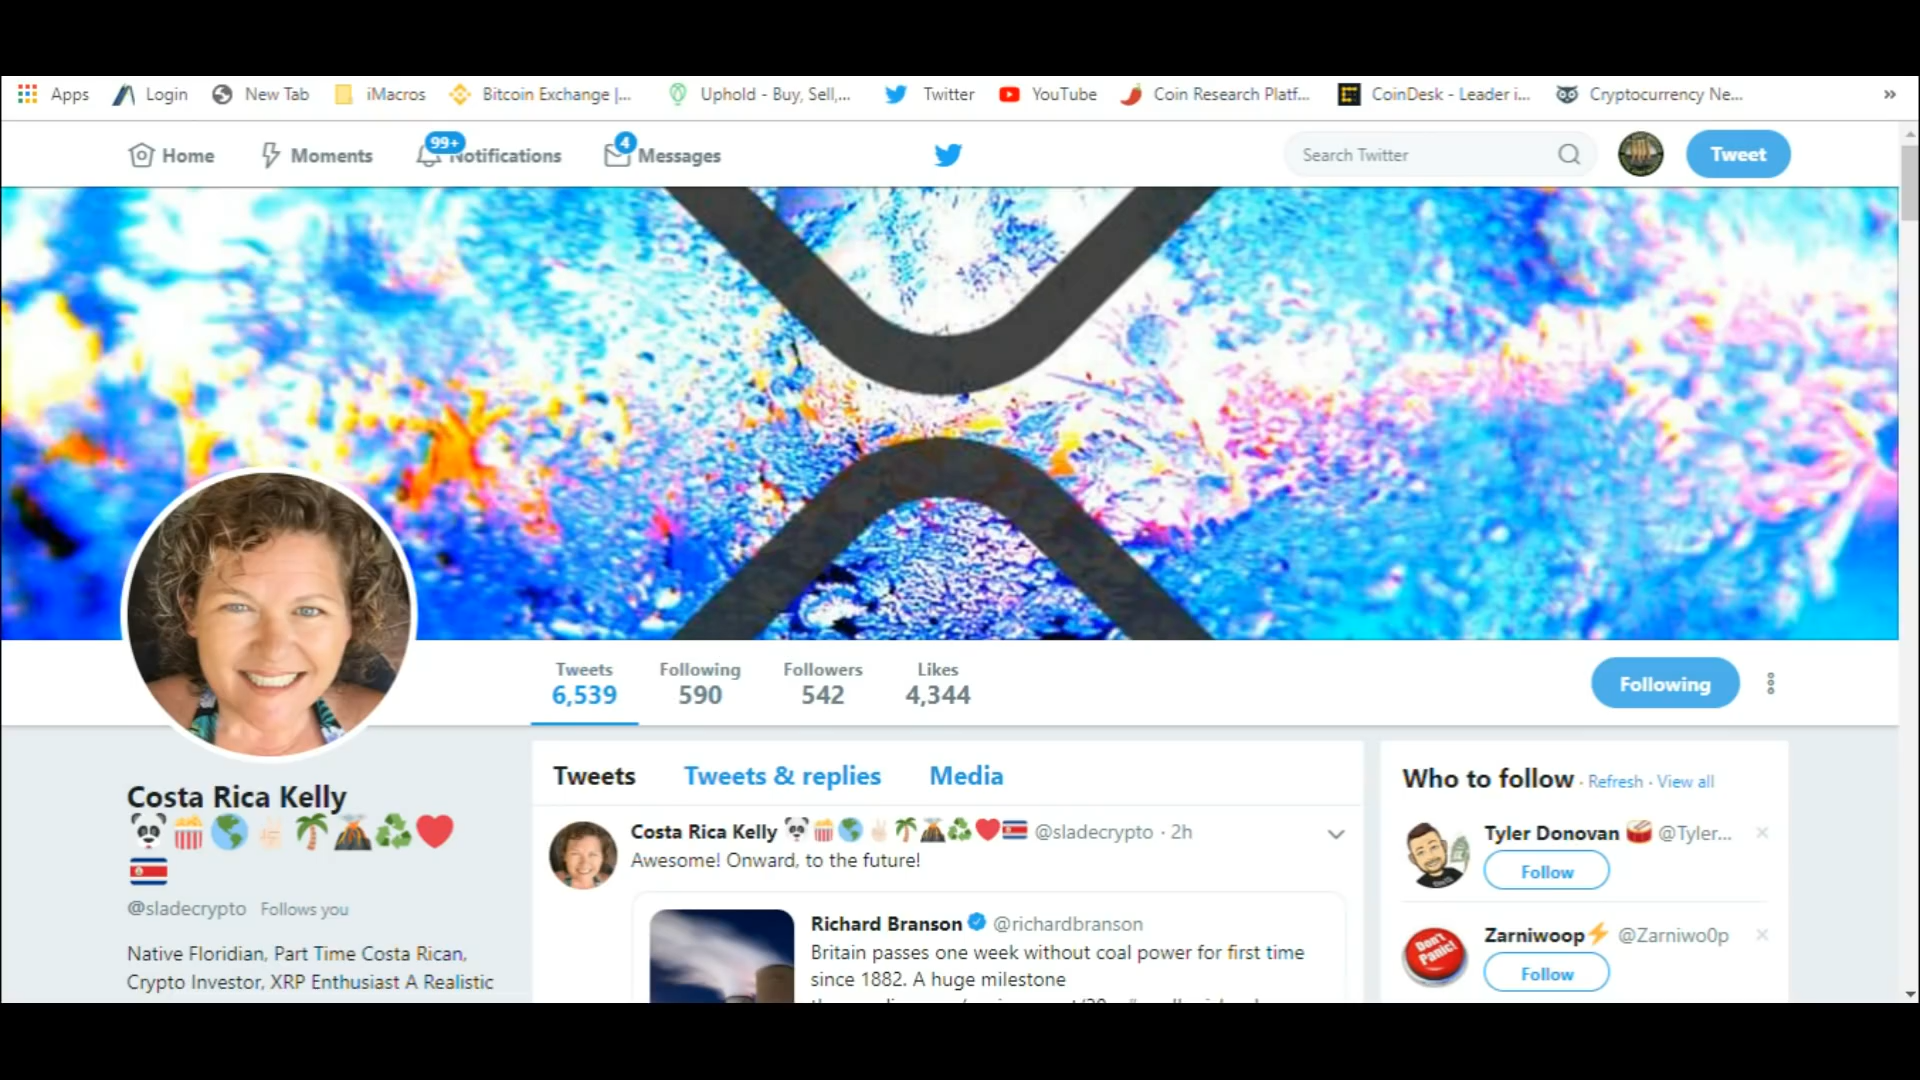 Apps Login New Tab iMacros Bitcoin Exchange |... Uphold - Buy, Sell,... Twitter YouTube Coin Research Platf... CoinDesk - Leader i... Cryptocurrency Ne... »
Home Moments 99+ Notifications 4 Messages Search Twitter Tweet
Tweets Following Followers Likes
6,539 590 542 4,344
Following
Costa Rica Kelly
@sladecrypto Follows you
Native Floridian, Part Time Costa Rican,
Crypto Investor, XRP Enthusiast A Realistic
Tweets Tweets & replies Media
Costa Rica Kelly @sladecrypto · 2h
Awesome! Onward, to the future!
Richard Branson @richardbranson
Britain passes one week without coal power for first time
since 1882. A huge milestone
Who to follow · Refresh · View all
Tyler Donovan @Tyler...
Follow
Don't
Panic!
Zarniwoop @Zarniwo0p
Follow